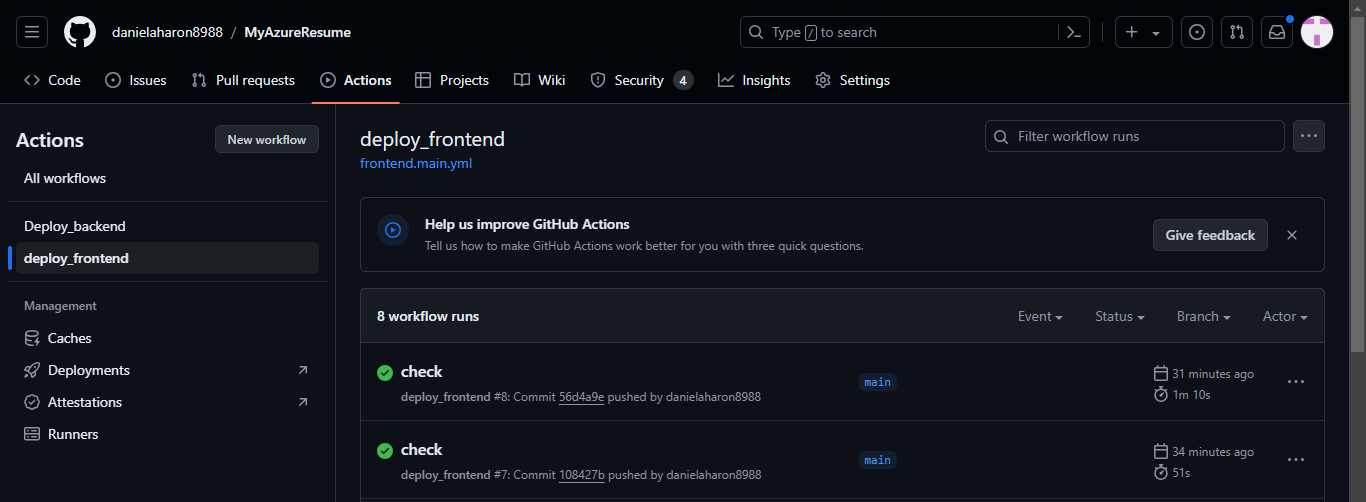 danielaharon8988 / MyAzureResume
Type / to search
Code
Issues
Pull requests
Actions
Projects
Wiki
Security 4
Insights
Settings
Actions
New workflow
All workflows
Deploy_backend
deploy_frontend
Management
Caches
Deployments
Attestations
Runners
deploy_frontend
frontend.main.yml
Filter workflow runs
Help us improve GitHub Actions
Tell us how to make GitHub Actions work better for you with three quick questions.
Give feedback
8 workflow runs
Event
Status
Branch
Actor
check
deploy_frontend #8: Commit 56d4a9e pushed by danielaharon8988
main
31 minutes ago
1m 10s
check
deploy_frontend #7: Commit 108427b pushed by danielaharon8988
main
34 minutes ago
51s